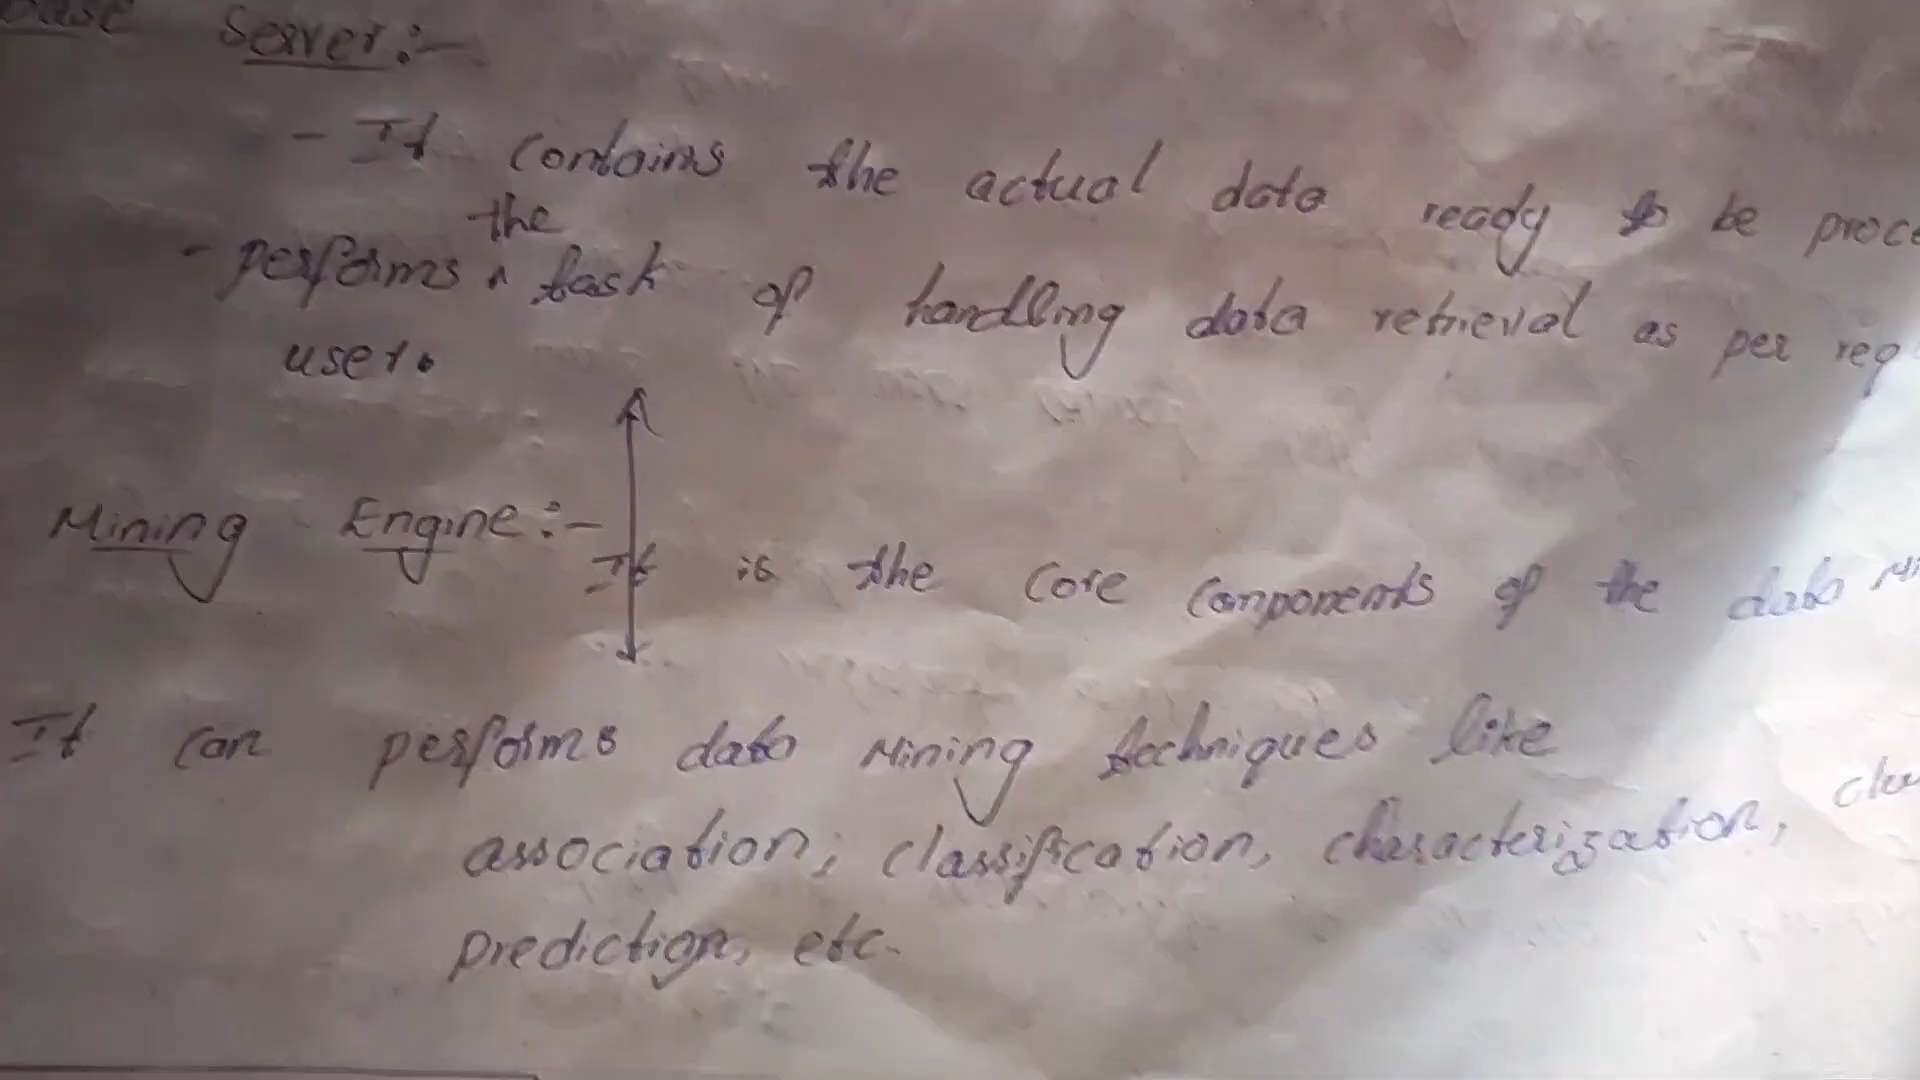 Server:-
- It contains the actual data ready to be
the
- performs ^ task of handling data retrieval as per
user.
Mining Engine:-
It is the core components of the data
It can performs data Mining techniques like
association; classification, characterization,
prediction, etc.